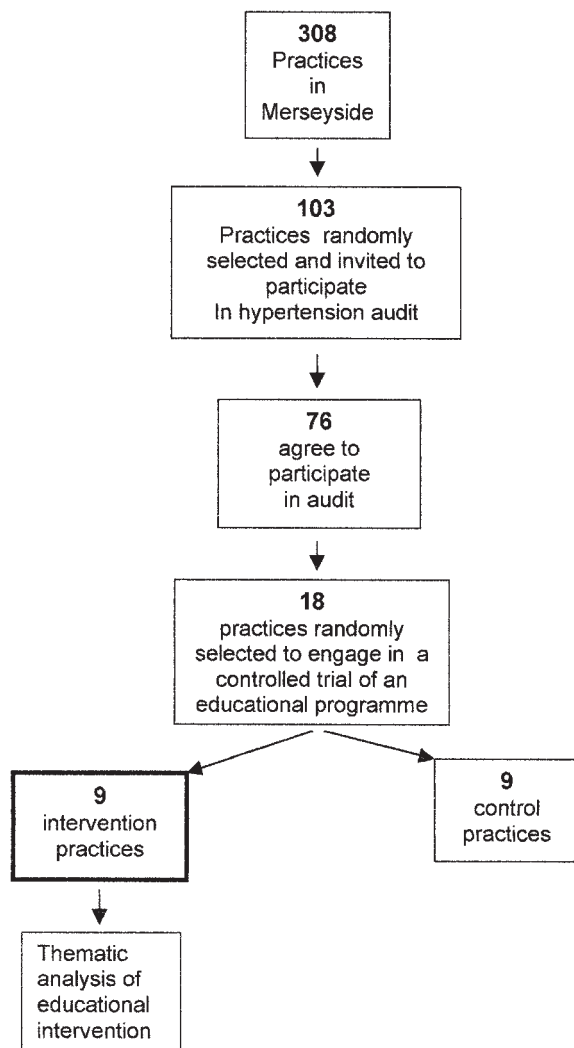 308
Practices
in
Merseyside
103
Practices randomly
selected and invited to
participate
In hypertension audit
76
agree to
participate
in audit
18
practices randomly
selected to engage in a
controlled trial of an
educational programme
9
intervention
practices
9
control
practices
Thematic
analysis of
educational
intervention